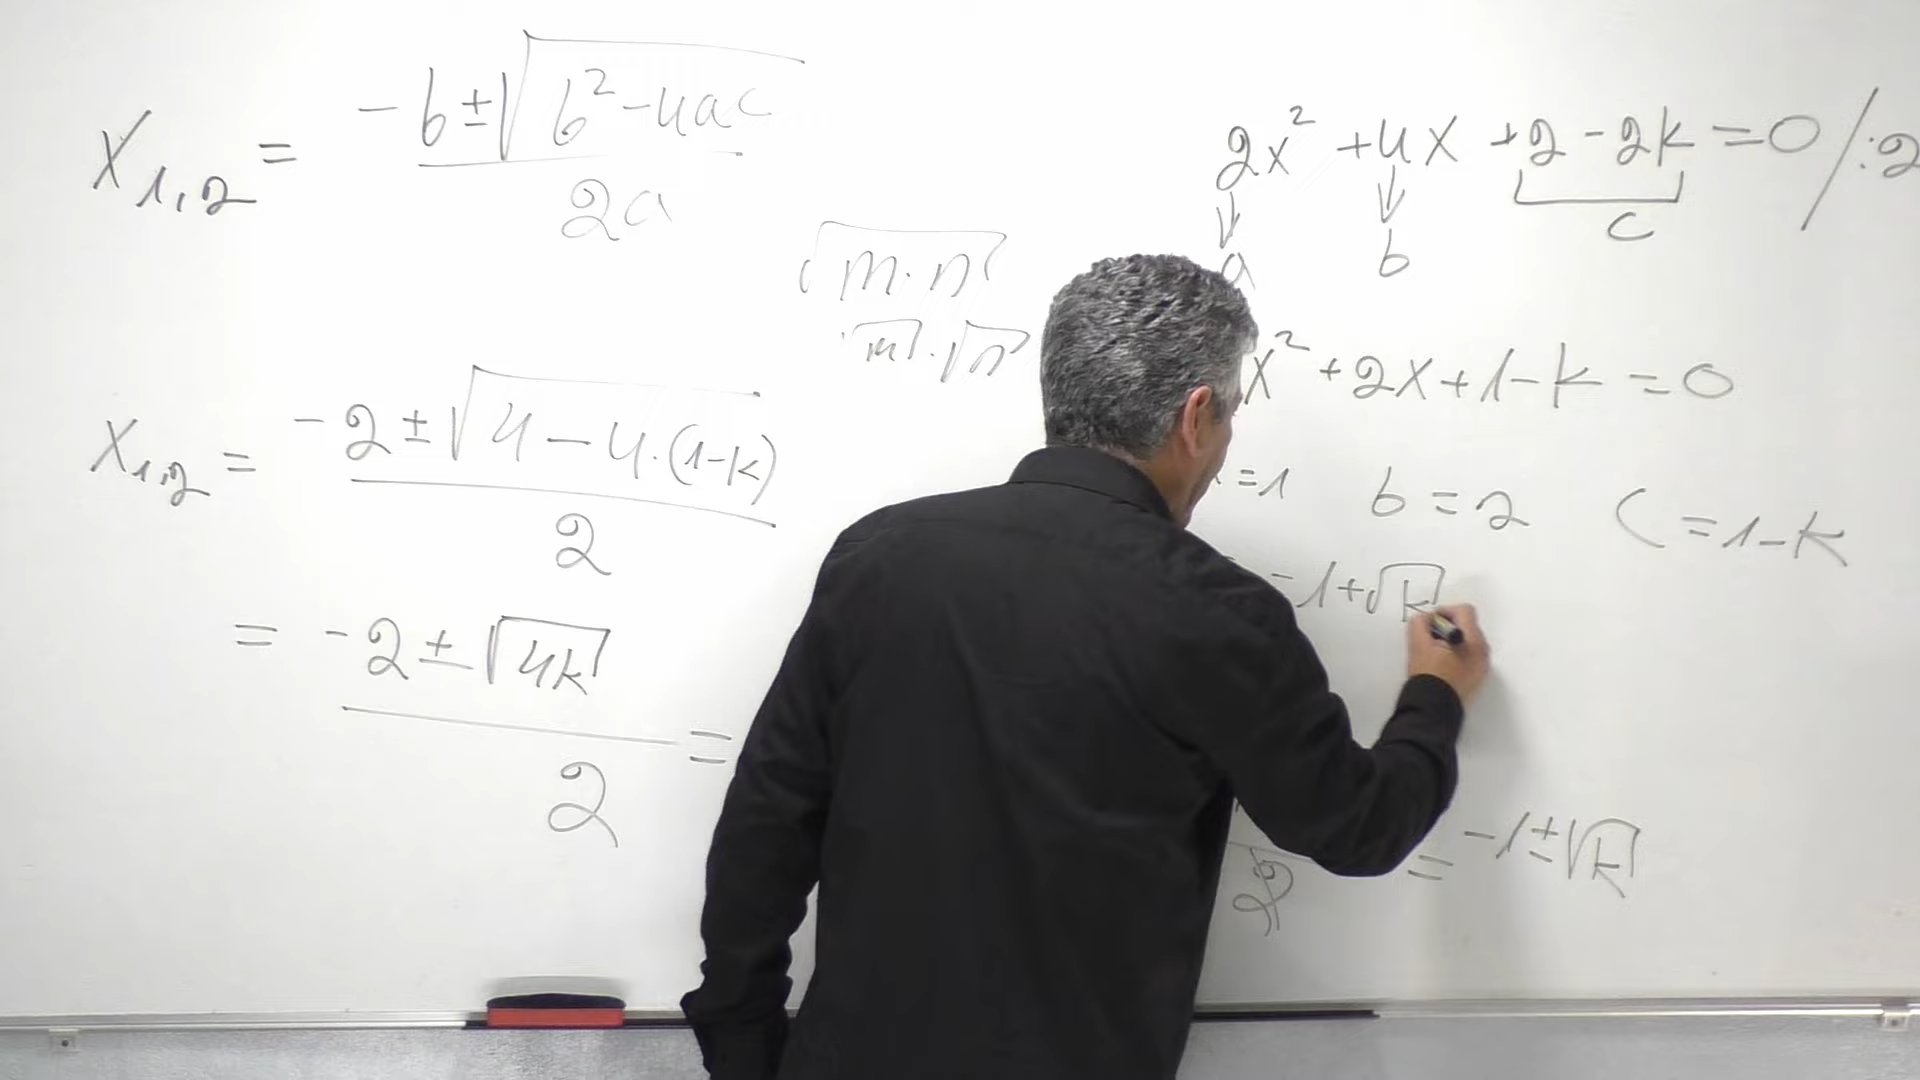 X₁,₂ = (-b ± √(b² - 4ac)) / 2a
√(m · n)
√m · √n
X₁,₂ = (-2 ± √(4 - 4 · (1-k))) / 2
= (-2 ± √(4k)) / 2 =
2x² + 4x + 2 - 2k = 0 / :2
a b c
x² + 2x + 1 - k = 0
= 1 b = 2 c = 1 - k
-1 + √k
2 = -1 ± √k